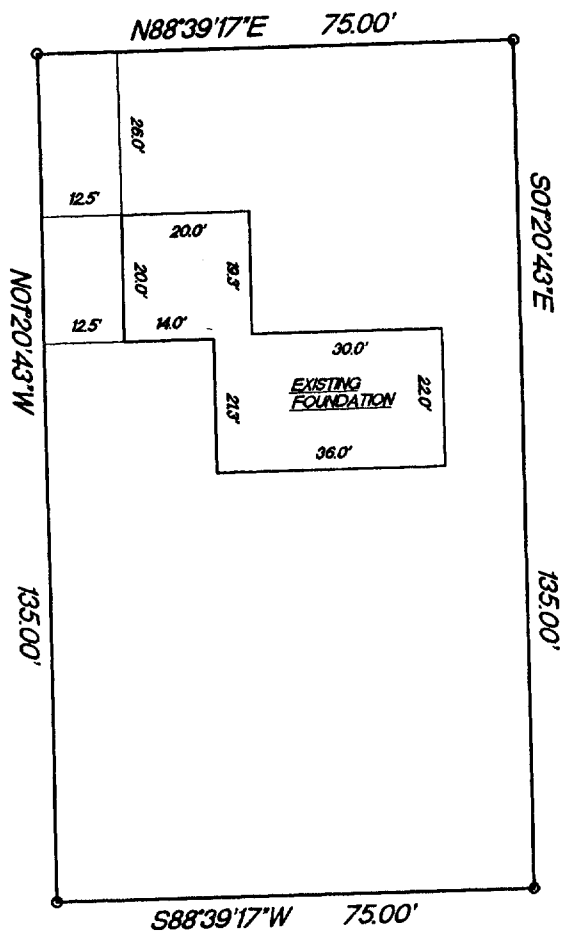 N88°39'17"E 75.00'
26.0'
S01°20'43"E
12.5'
20.0'
20.0'
19.3'
N01°20'43"W
12.5'
14.0'
30.0'
EXISTING
FOUNDATION
22.0'
21.3'
36.0'
135.00'
135.00'
S88°39'17"W 75.00'